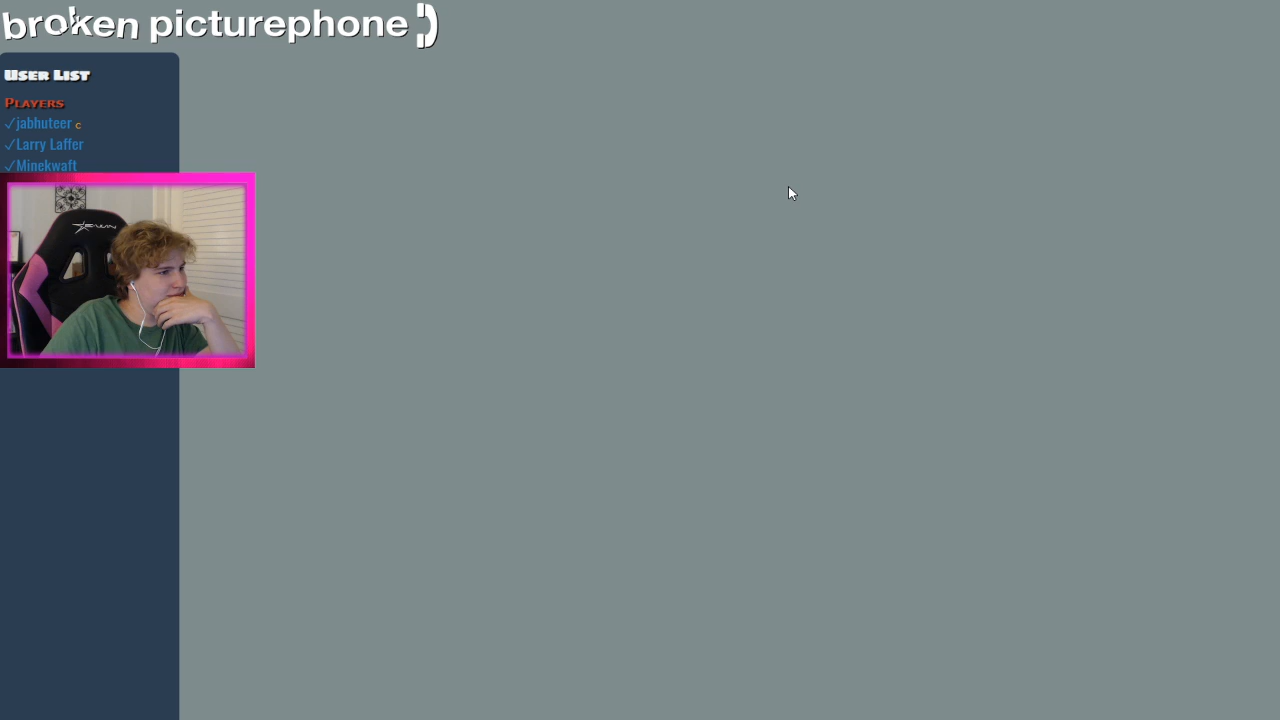 broken picturephone
User List
Players
✓jabhuteer c
✓Larry Laffer
✓Minekwaft